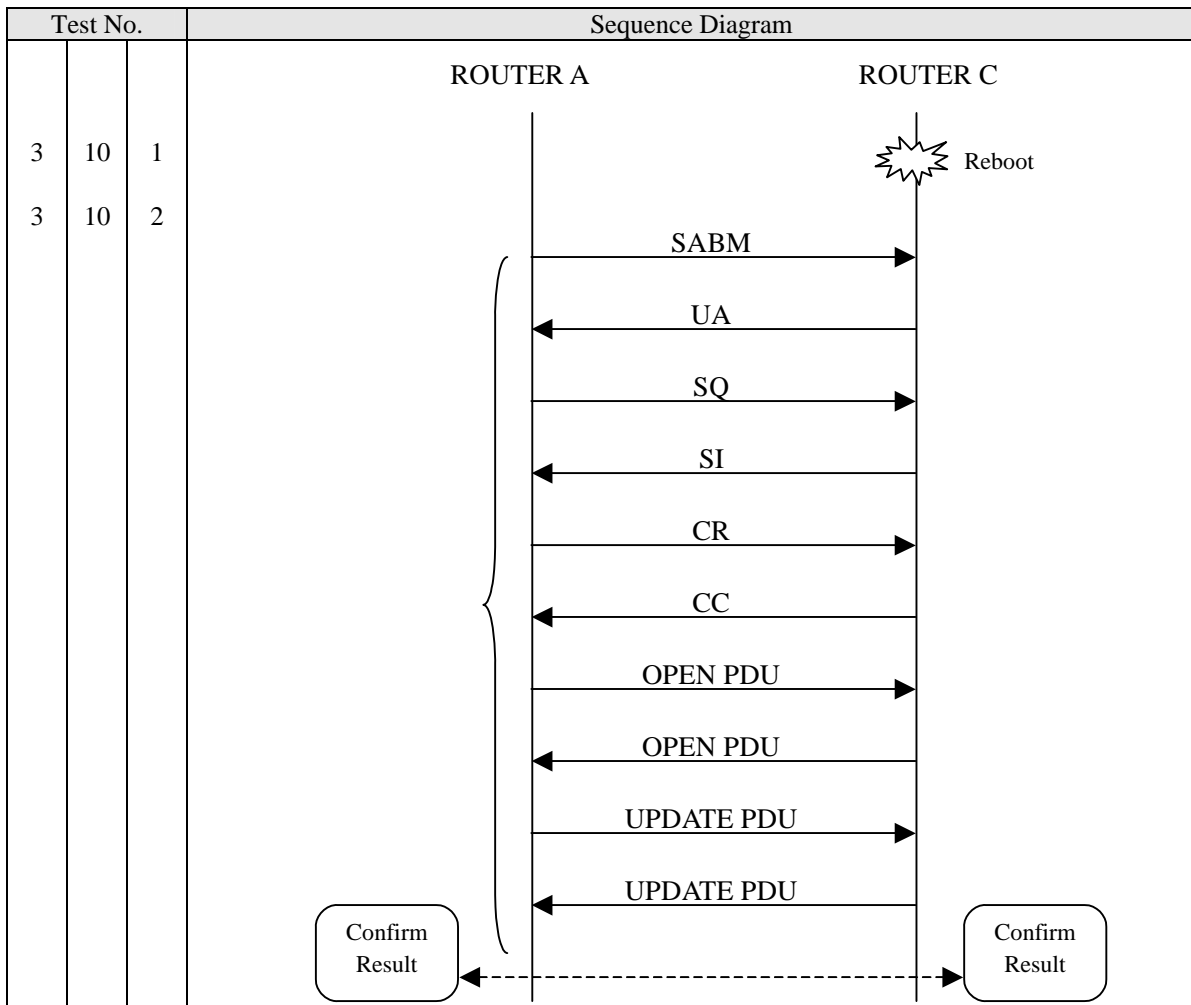 Test No. Sequence Diagram
ROUTER A ROUTER C
3 10 1 Reboot
3 10 2
SABM
UA
SQ
SI
CR
CC
OPEN PDU
OPEN PDU
UPDATE PDU
UPDATE PDU
Confirm Confirm
Result Result